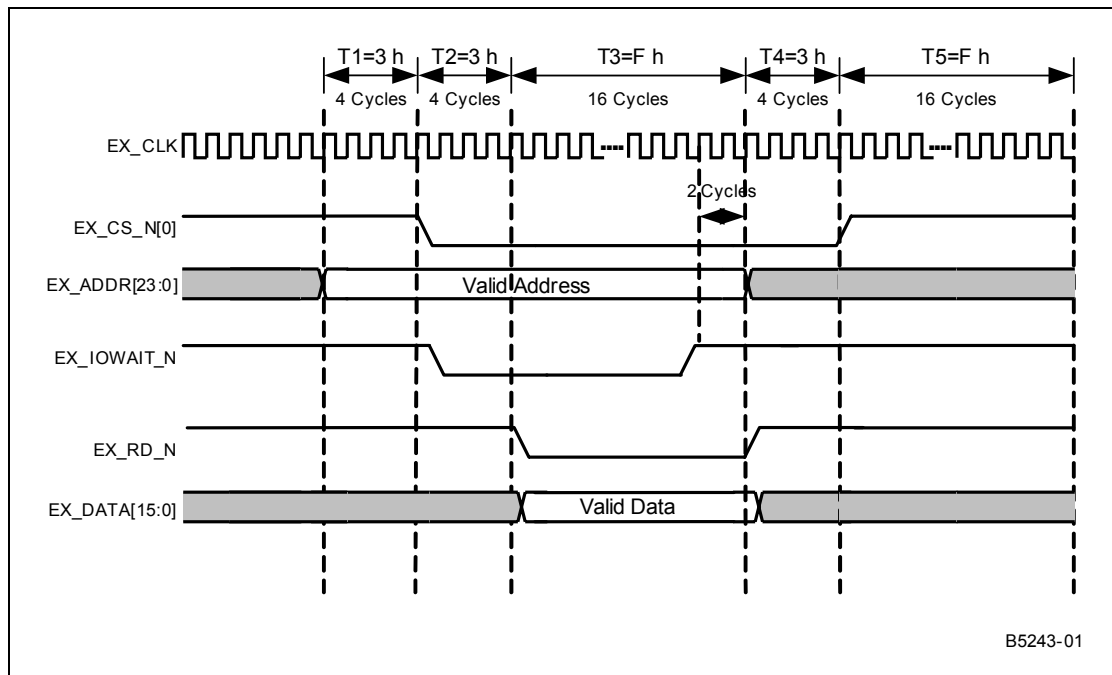 T1=3 h T2=3 h T3=F h T4=3 h T5=F h
4 Cycles 4 Cycles 16 Cycles 4 Cycles 16 Cycles
EX_CLK
2 Cycles
EX_CS_N[0]
EX_ADDR[23:0] Valid Address
EX_IOWAIT_N
EX_RD_N
EX_DATA[15:0] Valid Data
B5243-01